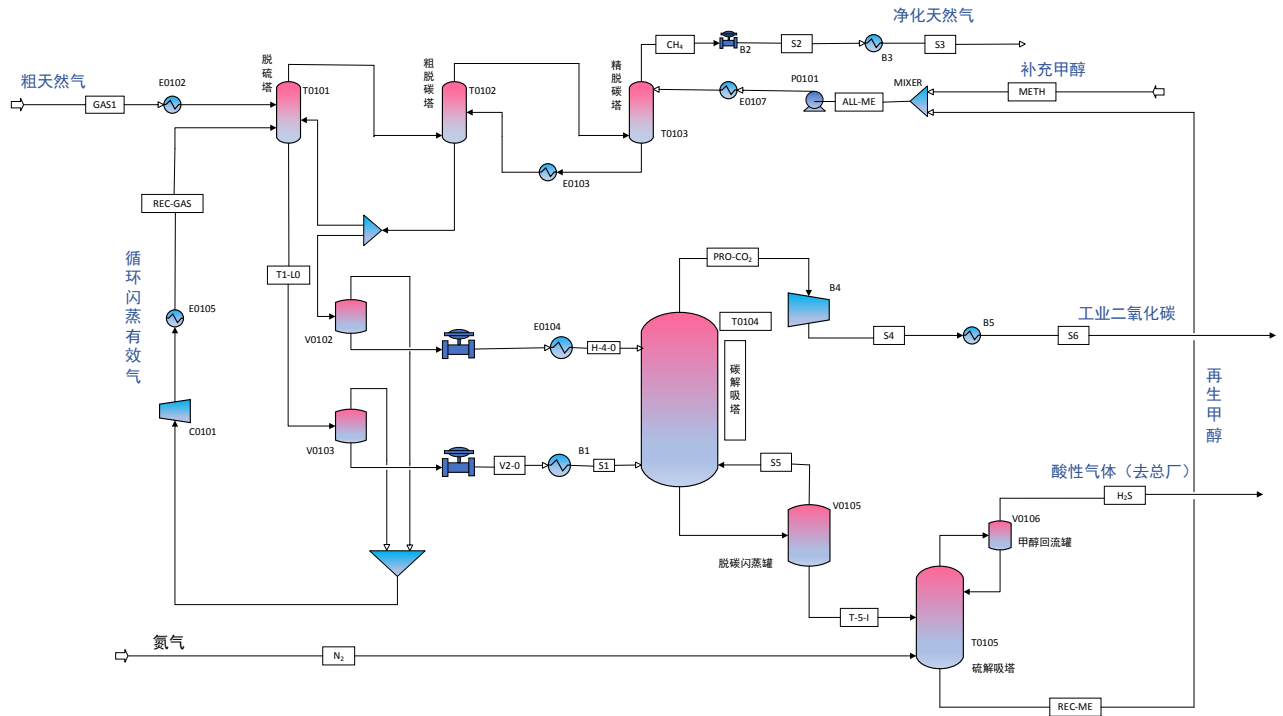 净化天然气
CH₄
B2
S2
B3
S3
粗天然气
GAS1
E0102
脱硫塔
T0101
粗脱碳塔
T0102
精脱碳塔
T0103
E0107
P0101
ALL-ME
MIXER
补充甲醇
METH
E0103
REC-GAS
循环闪蒸有效气
E0105
C0101
T1-L0
V0102
V0103
E0104
H-4-0
V2-0
B1
S1
PRO-CO₂
T0104
碳解吸塔
B4
S4
B5
S6
工业二氧化碳
再生甲醇
S5
V0105
脱碳闪蒸罐
酸性气体（去总厂）
H₂S
V0106
甲醇回流罐
T-5-I
T0105
硫解吸塔
氮气
N₂
REC-ME